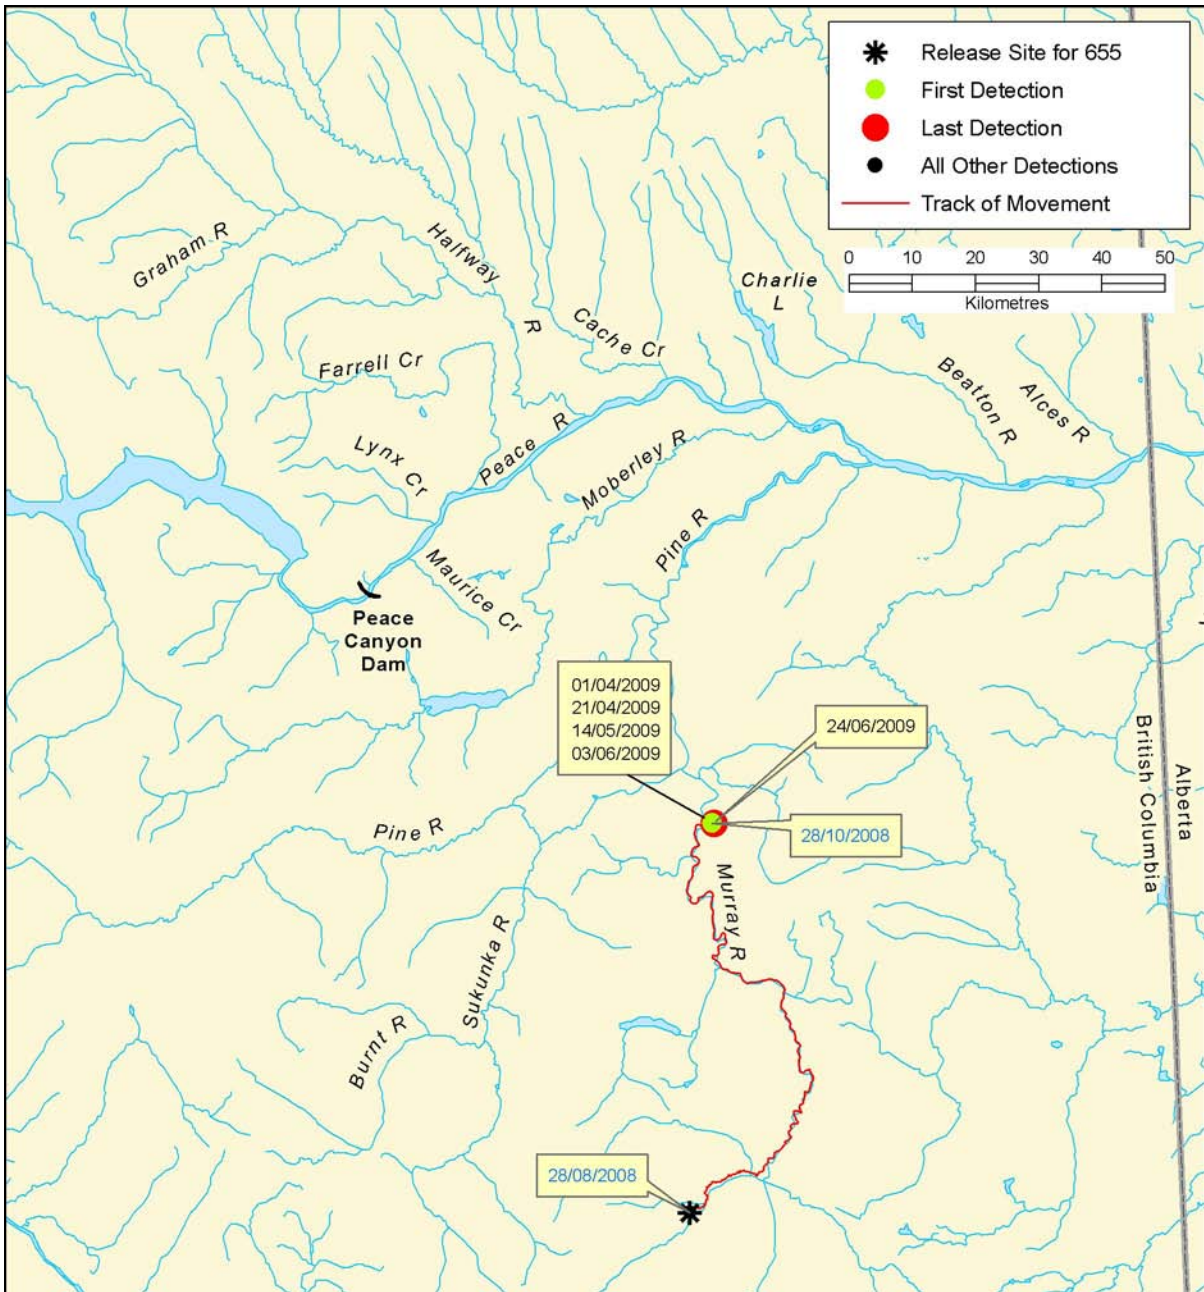 Release Site for 655
First Detection
Last Detection
All Other Detections
Track of Movement
0 10 20 30 40 50
Kilometres
Graham R
Halfway
R
Charlie
L
Cache Cr
Farrell Cr
Beatton R
Alces R
Lynx Cr
Peace R
Moberley R
Pine R
Maurice Cr
Peace
Canyon
Dam
01/04/2009
21/04/2009
14/05/2009
03/06/2009
24/06/2009
British Columbia
Alberta
28/10/2008
Pine R
Murray R
Sukunka R
Burnt R
28/08/2008